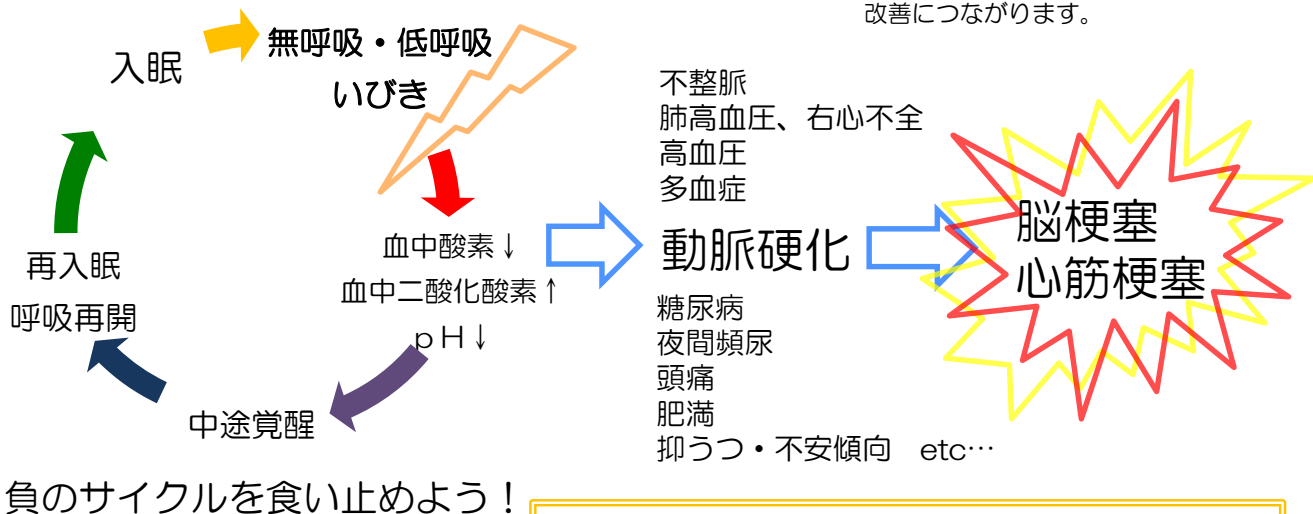 改善につながります。
入眠
無呼吸・低呼吸
いびき
血中酸素↓
血中二酸化酸素↑
ｐＨ↓
中途覚醒
再入眠
呼吸再開
不整脈
肺高血圧、右心不全
高血圧
多血症
動脈硬化
糖尿病
夜間頻尿
頭痛
肥満
抑うつ・不安傾向　etc…
脳梗塞
心筋梗塞
負のサイクルを食い止めよう！